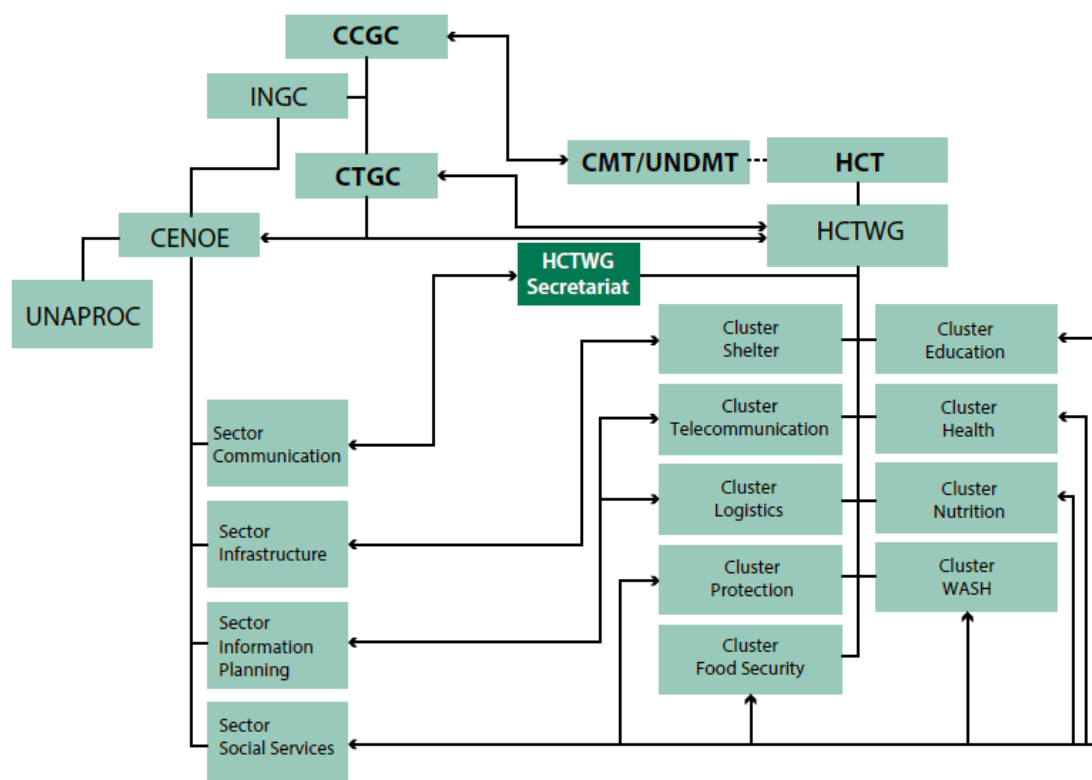 CCGC
INGC
CMT/UNDMT
HCT
CTGC
CENOE
HCTWG
HCTWG
Secretariat
UNAPROC
Cluster
Shelter
Cluster
Education
Sector
Communication
Cluster
Telecommunication
Cluster
Health
Cluster
Logistics
Cluster
Nutrition
Sector
Infrastructure
Cluster
Protection
Cluster
WASH
Sector
Information
Planning
Cluster
Food Security
Sector
Social Services